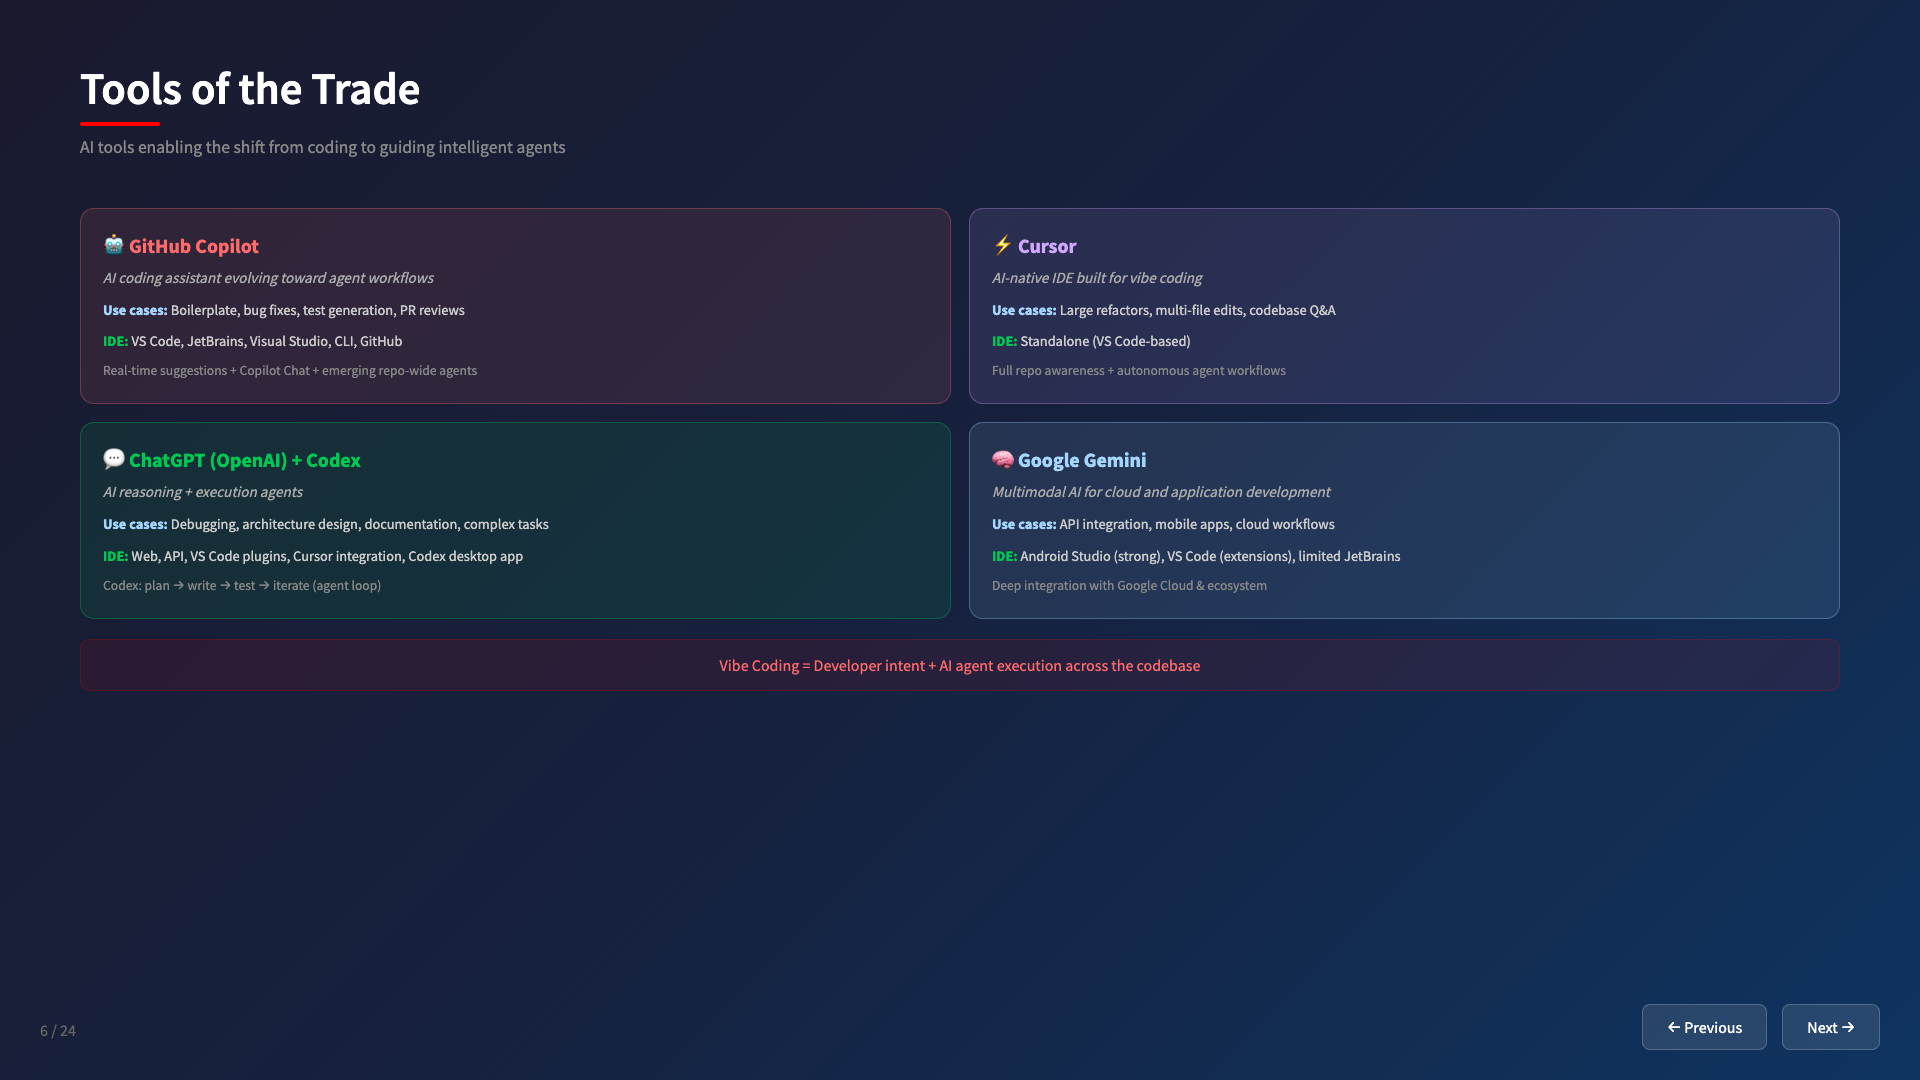 Tools of the Trade
AI tools enabling the shift from coding to guiding intelligent agents
🤖 GitHub Copilot
AI coding assistant evolving toward agent workflows
Use cases: Boilerplate, bug fixes, test generation, PR reviews
IDE: VS Code, JetBrains, Visual Studio, CLI, GitHub
Real-time suggestions + Copilot Chat + emerging repo-wide agents
⚡ Cursor
AI-native IDE built for vibe coding
Use cases: Large refactors, multi-file edits, codebase Q&A
IDE: Standalone (VS Code-based)
Full repo awareness + autonomous agent workflows
💬 ChatGPT (OpenAI) + Codex
AI reasoning + execution agents
Use cases: Debugging, architecture design, documentation, complex tasks
IDE: Web, API, VS Code plugins, Cursor integration, Codex desktop app
Codex: plan → write → test → iterate (agent loop)
🧠 Google Gemini
Multimodal AI for cloud and application development
Use cases: API integration, mobile apps, cloud workflows
IDE: Android Studio (strong), VS Code (extensions), limited JetBrains
Deep integration with Google Cloud & ecosystem
Vibe Coding = Developer intent + AI agent execution across the codebase
6 / 24
← Previous
Next →